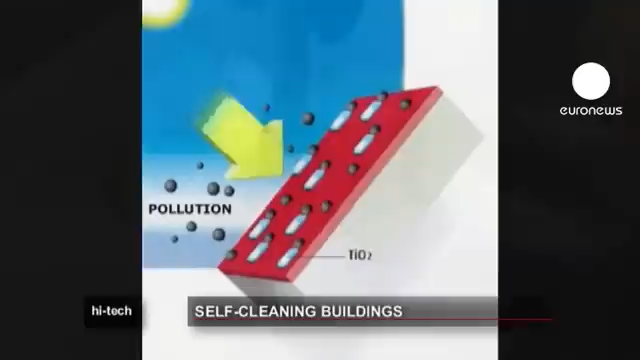 euronews
POLLUTION
TiO₂
hi-tech
SELF-CLEANING BUILDINGS